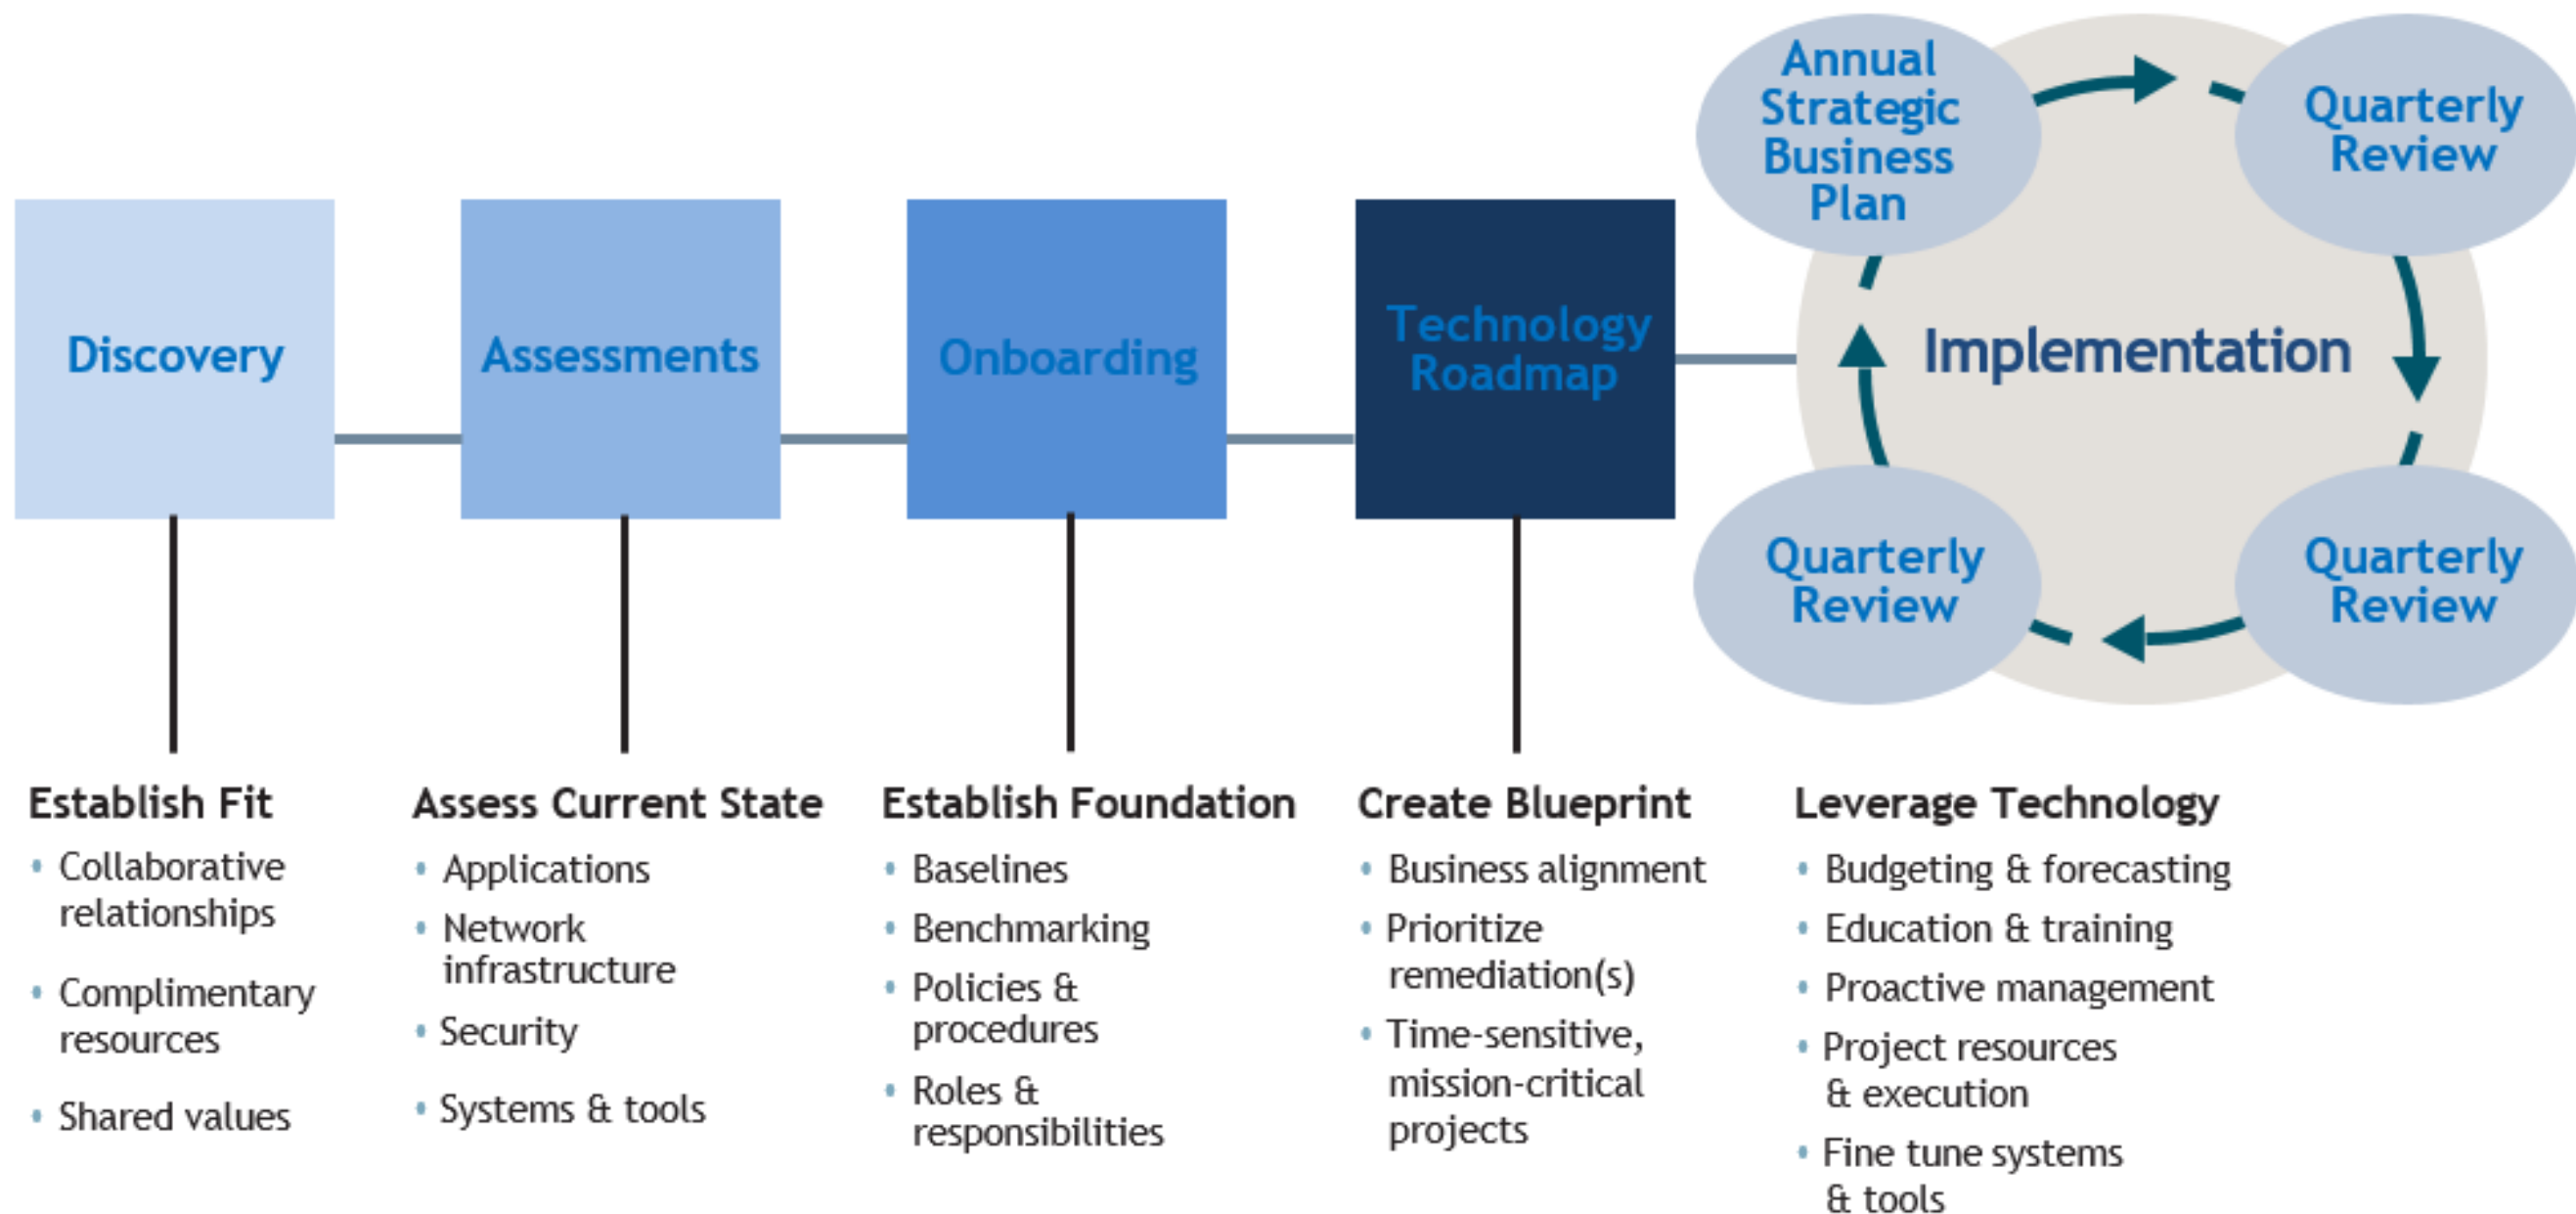 Discovery
Assessments
Onboarding
Technology
Roadmap
Annual
Strategic
Business
Plan
Quarterly
Review
Implementation
Quarterly
Review
Quarterly
Review
Establish Fit
• Collaborative
relationships
• Complimentary
resources
• Shared values
Assess Current State
• Applications
• Network
infrastructure
• Security
• Systems & tools
Establish Foundation
• Baselines
• Benchmarking
• Policies &
procedures
• Roles &
responsibilities
Create Blueprint
• Business alignment
• Prioritize
remediation(s)
• Time-sensitive,
mission-critical
projects
Leverage Technology
• Budgeting & forecasting
• Education & training
• Proactive management
• Project resources
& execution
• Fine tune systems
& tools